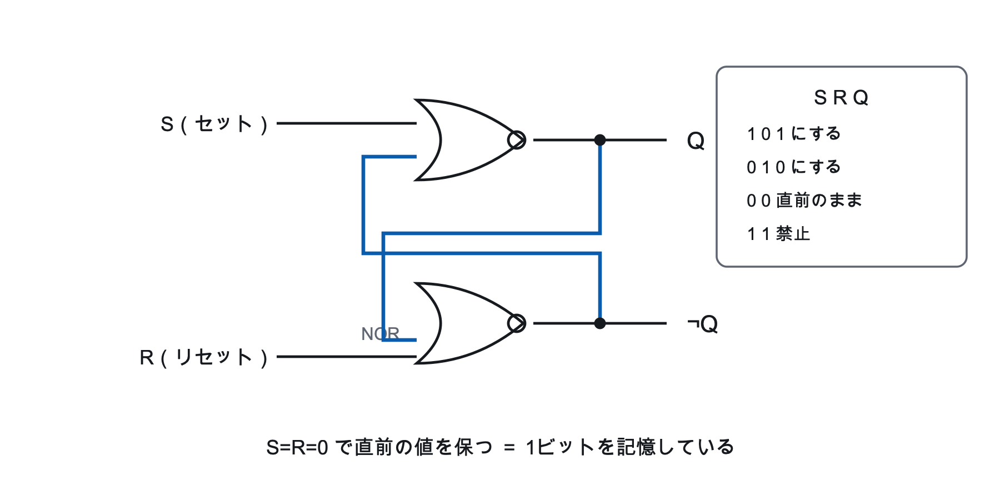 S(セット)
Q
NOR
R(リセット)
¬Q
S R Q
1 0 1にする
0 1 0にする
0 0 直前のまま
1 1 禁止
S=R=0 で直前の値を保つ = 1ビットを記憶している